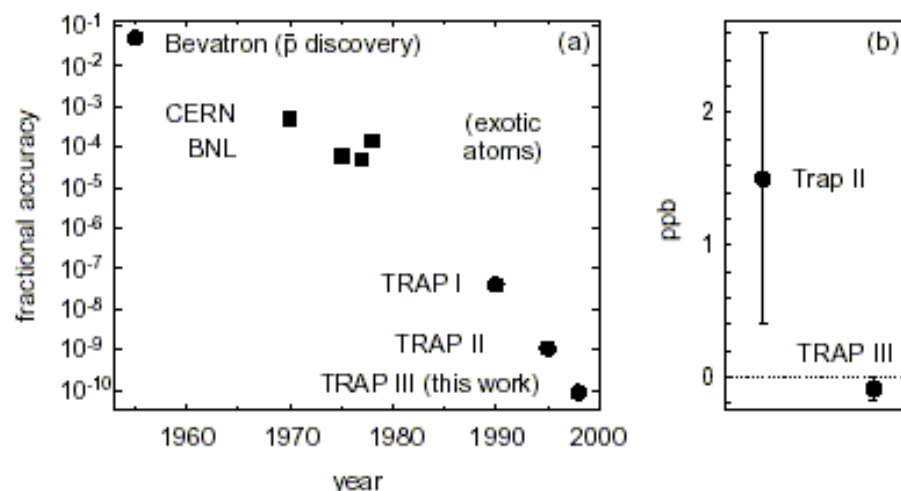 10⁻¹
10⁻²
10⁻³
10⁻⁴
10⁻⁵
10⁻⁶
10⁻⁷
10⁻⁸
10⁻⁹
10⁻¹⁰
fractional accuracy
Bevatron (p̄ discovery)
(a)
CERN
BNL
(exotic
atoms)
TRAP I
TRAP II
TRAP III (this work)
1960 1970 1980 1990 2000
year
(b)
2
1
0
ppb
Trap II
TRAP III